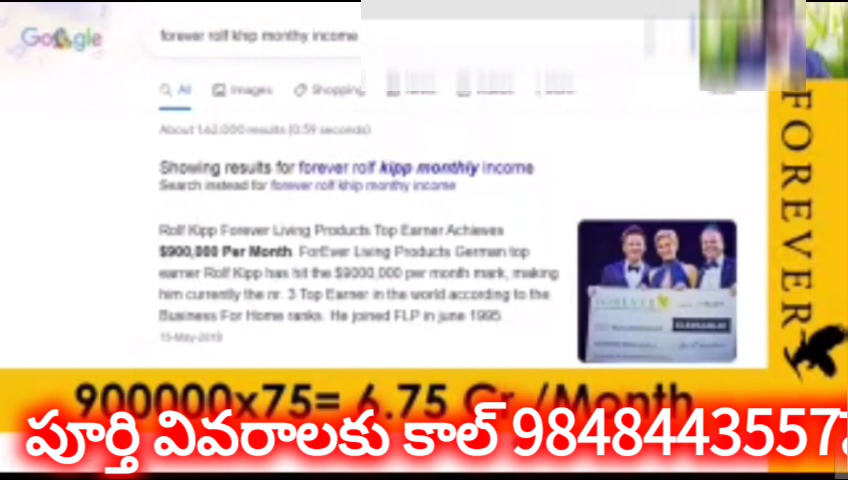 Google
forever rolf khip monthy income
All Images Shopping
About 1,62,000 results (0.59 seconds)
Showing results for forever rolf kipp monthly income
Search instead for forever rolf khip monthy income
Rolf Kipp Forever Living Products Top Earner Achieves
$900,000 Per Month. ForEver Living Products German top
earner Rolf Kipp has hit the $9000,000 per month mark, making
him currently the nr. 3 Top Earner in the world according to the
Business For Home ranks. He joined FLP in june 1995.
15-May-2019
FOREVER
FOREVER
900000x75= 6.75 Cr /Month
పూర్తి వివరాలకు కాల్ 9848443557